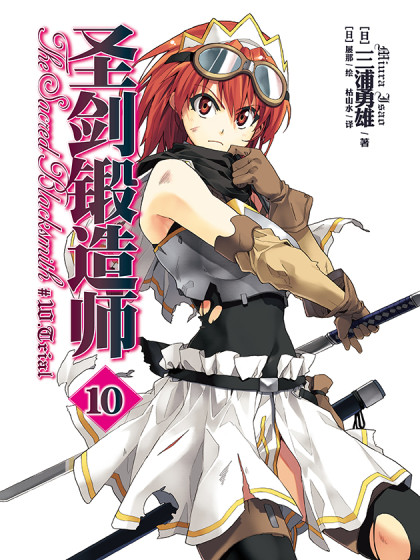 圣剑锻造师
The Sacred Blacksmith
#10.Trial
10
Miura Isao
[日]三浦勇雄/著
[日]屡那/绘 枯山水/译